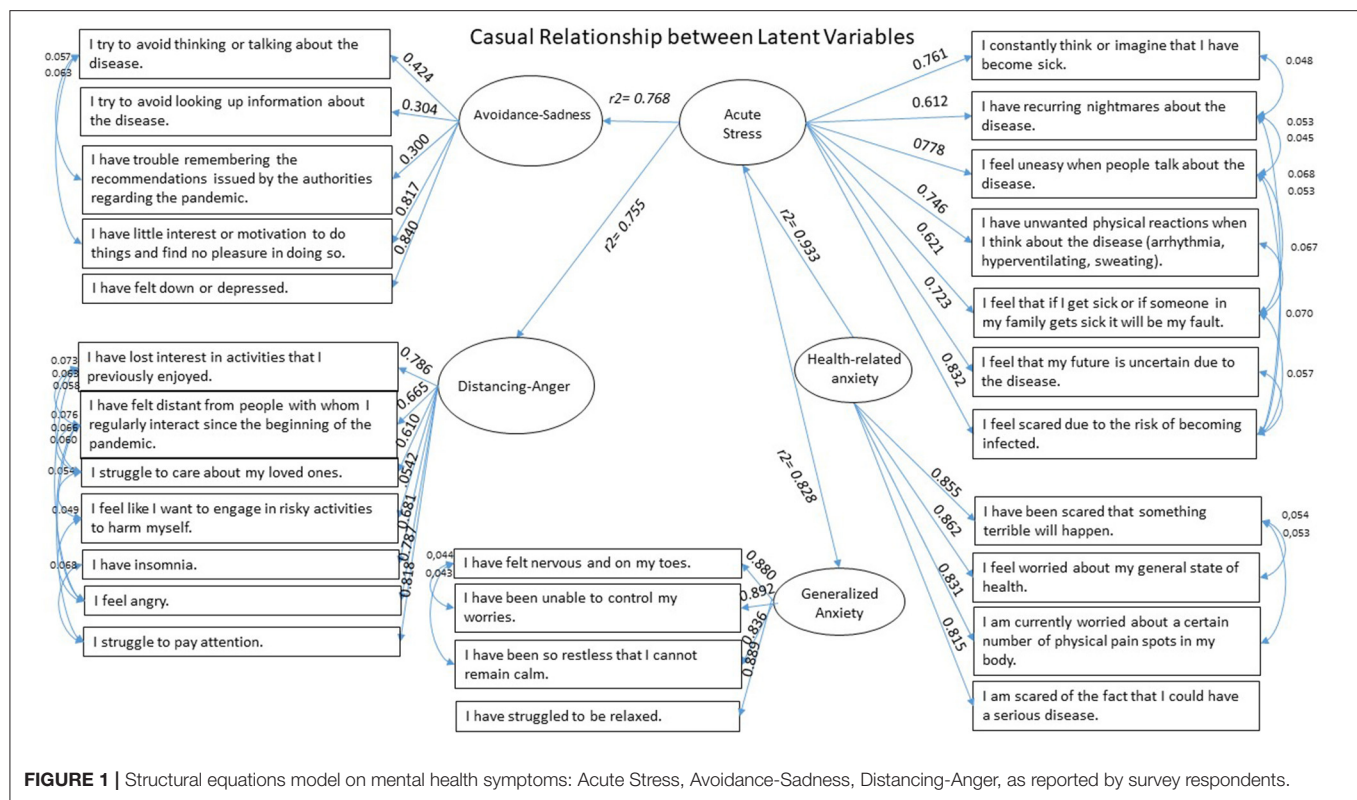 Casual Relationship between Latent Variables
I try to avoid thinking or talking about the
disease.
I try to avoid looking up information about
the disease.
I have trouble remembering the
recommendations issued by the authorities
regarding the pandemic.
I have little interest or motivation to do
things and find no pleasure in doing so.
I have felt down or depressed.
0.057
0.063
0.424
0.304
0.300
0.817
0.840
Avoidance-Sadness
r2= 0.768
Acute
Stress
r2= 0.755
r2= 0.933
r2= 0.828
0.761
0.612
0778
0.746
0.621
0.723
0.832
I constantly think or imagine that I have
become sick.
I have recurring nightmares about the
disease.
I feel uneasy when people talk about the
disease.
I have unwanted physical reactions when
I think about the disease (arrhythmia,
hyperventilating, sweating).
I feel that if I get sick or if someone in
my family gets sick it will be my fault.
I feel that my future is uncertain due to
the disease.
I feel scared due to the risk of becoming
infected.
0.048
0.053
0.045
0.068
0.053
0.067
0.070
0.057
I have lost interest in activities that I
previously enjoyed.
I have felt distant from people with whom I
regularly interact since the beginning of the
pandemic.
I struggle to care about my loved ones.
I feel like I want to engage in risky activities
to harm myself.
I have insomnia.
I feel angry.
I struggle to pay attention.
0.073
0.063
0.058
0.076
0.066
0.060
0.054
0.049
0.068
0.786
0.665
0.610
.0542
0.681
0.787
0.818
Distancing-Anger
Health-related
anxiety
0.855
0.862
0.831
0.815
I have been scared that something
terrible will happen.
I feel worried about my general state of
health.
I am currently worried about a certain
number of physical pain spots in my
body.
I am scared of the fact that I could have
a serious disease.
0,054
0,053
I have felt nervous and on my toes.
I have been unable to control my
worries.
I have been so restless that I cannot
remain calm.
I have struggled to be relaxed.
0,044
0,043
0.880
0.892
0.836
0.889
Generalized
Anxiety
FIGURE 1 | Structural equations model on mental health symptoms: Acute Stress, Avoidance-Sadness, Distancing-Anger, as reported by survey respondents.